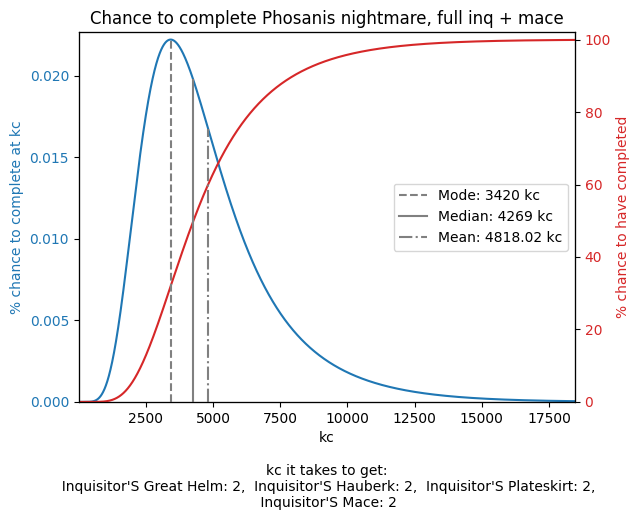 Chance to complete Phosanis nightmare, full inq + mace
% chance to complete at kc
0.020
0.015
0.010
0.005
0.000
100
80
60
40
20
0
% chance to have completed
Mode: 3420 kc
Median: 4269 kc
Mean: 4818.02 kc
2500 5000 7500 10000 12500 15000 17500
kc
kc it takes to get:
Inquisitor'S Great Helm: 2,  Inquisitor'S Hauberk: 2,  Inquisitor'S Plateskirt: 2,
Inquisitor'S Mace: 2